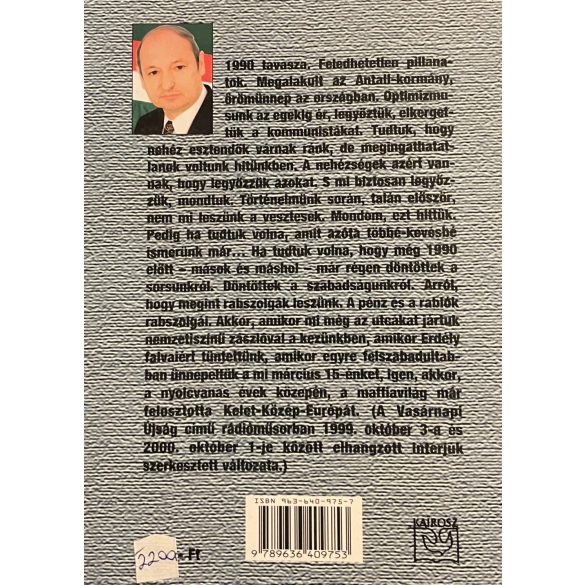 1990 tavasza. Feledhetetlen pillana-
tok. Megalakult az Antall-kormány,
örömünnep az országban. Optimizmu-
sunk az egekig ér, legyőztük, elkerget-
tük a kommunistákat. Tudtuk, hogy
nehéz esztendők várnak ránk, de megingathatat-
lanok voltunk hitünkben. A nehézségek azért van-
nak, hogy legyőzzük azokat. S mi biztosan legyőz-
zük, mondtuk. Történelmünk során, talán először,
nem mi leszünk a vesztesek. Mondom, ezt hittük.
Pedig ha tudtuk volna, amit azóta többé-kevésbé
ismerünk már... Ha tudtuk volna, hogy még 1990
előtt – mások és máshol – már régen döntöttek a
sorsunkról. Döntöttek a szabadságunkról. Arról,
hogy megint rabszolgák leszünk. A pénz és a rablók
rabszolgái. Akkor, amikor mi még az utcákat jártuk
nemzetiszínű zászlóval a kezünkben, amikor Erdély
falvaiért tüntettünk, amikor egyre felszabadultab-
ban ünnepeltük a mi március 15-énket, igen, akkor,
a nyolcvanas évek közepén, a maffiavilág már
felosztotta Kelet-Közép-Európát. (A Vasárnapi
Újság című rádióműsorban 1999. október 3-a és
2000. október 1-je között elhangzott interjúk
szerkesztett változata.)
ISBN 963-640-975-7
9 789636 409753
KAIROSZ
2200 Ft